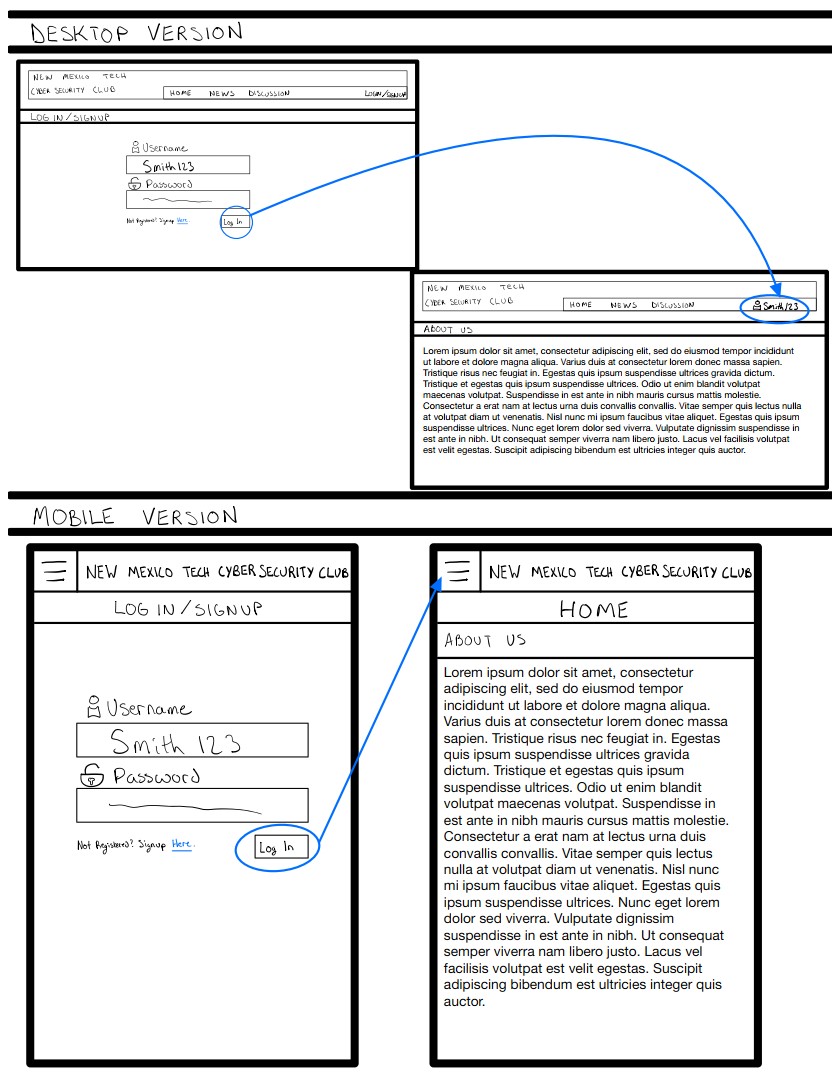 DESKTOP VERSION
NEW MEXICO TECH
CYBER SECURITY CLUB
HOME NEWS DISCUSSION LOGIN/SIGNUP
LOG IN/SIGNUP
Username
Smith123
Password
Not Registered? Signup Here.
Log In
NEW MEXICO TECH
CYBER SECURITY CLUB
HOME NEWS DISCUSSION Smith123
ABOUT US
Lorem ipsum dolor sit amet, consectetur adipiscing elit, sed do eiusmod tempor incididunt
ut labore et dolore magna aliqua. Varius duis at consectetur lorem donec massa sapien.
Tristique risus nec feugiat in. Egestas quis ipsum suspendisse ultrices gravida dictum.
Tristique et egestas quis ipsum suspendisse ultrices. Odio ut enim blandit volutpat
maecenas volutpat. Suspendisse in est ante in nibh mauris cursus mattis molestie.
Consectetur a erat nam at lectus urna duis convallis convallis. Vitae semper quis lectus nulla
at volutpat diam ut venenatis. Nisl nunc mi ipsum faucibus vitae aliquet. Egestas quis ipsum
suspendisse ultrices. Nunc eget lorem dolor sed viverra. Vulputate dignissim suspendisse in
est ante in nibh. Ut consequat semper viverra nam libero justo. Lacus vel facilisis volutpat
est velit egestas. Suscipit adipiscing bibendum est ultricies integer quis auctor.
MOBILE VERSION
NEW MEXICO TECH CYBER SECURITY CLUB
LOG IN/SIGNUP
Username
Smith 123
Password
Not Registered? Signup Here.
Log In
NEW MEXICO TECH CYBER SECURITY CLUB
HOME
ABOUT US
Lorem ipsum dolor sit amet, consectetur
adipiscing elit, sed do eiusmod tempor
incididunt ut labore et dolore magna aliqua.
Varius duis at consectetur lorem donec massa
sapien. Tristique risus nec feugiat in. Egestas
quis ipsum suspendisse ultrices gravida
dictum. Tristique et egestas quis ipsum
suspendisse ultrices. Odio ut enim blandit
volutpat maecenas volutpat. Suspendisse in
est ante in nibh mauris cursus mattis molestie.
Consectetur a erat nam at lectus urna duis
convallis convallis. Vitae semper quis lectus
nulla at volutpat diam ut venenatis. Nisl nunc
mi ipsum faucibus vitae aliquet. Egestas quis
ipsum suspendisse ultrices. Nunc eget lorem
dolor sed viverra. Vulputate dignissim
suspendisse in est ante in nibh. Ut consequat
semper viverra nam libero justo. Lacus vel
facilisis volutpat est velit egestas. Suscipit
adipiscing bibendum est ultricies integer quis
auctor.